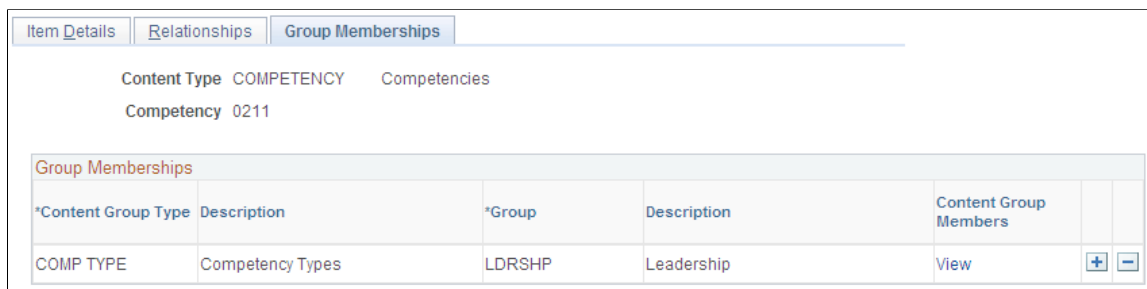 Item Details Relationships Group Memberships
Content Type COMPETENCY Competencies
Competency 0211
Group Memberships
*Content Group Type Description *Group Description Content Group Members
COMP TYPE Competency Types LDRSHP Leadership View + -